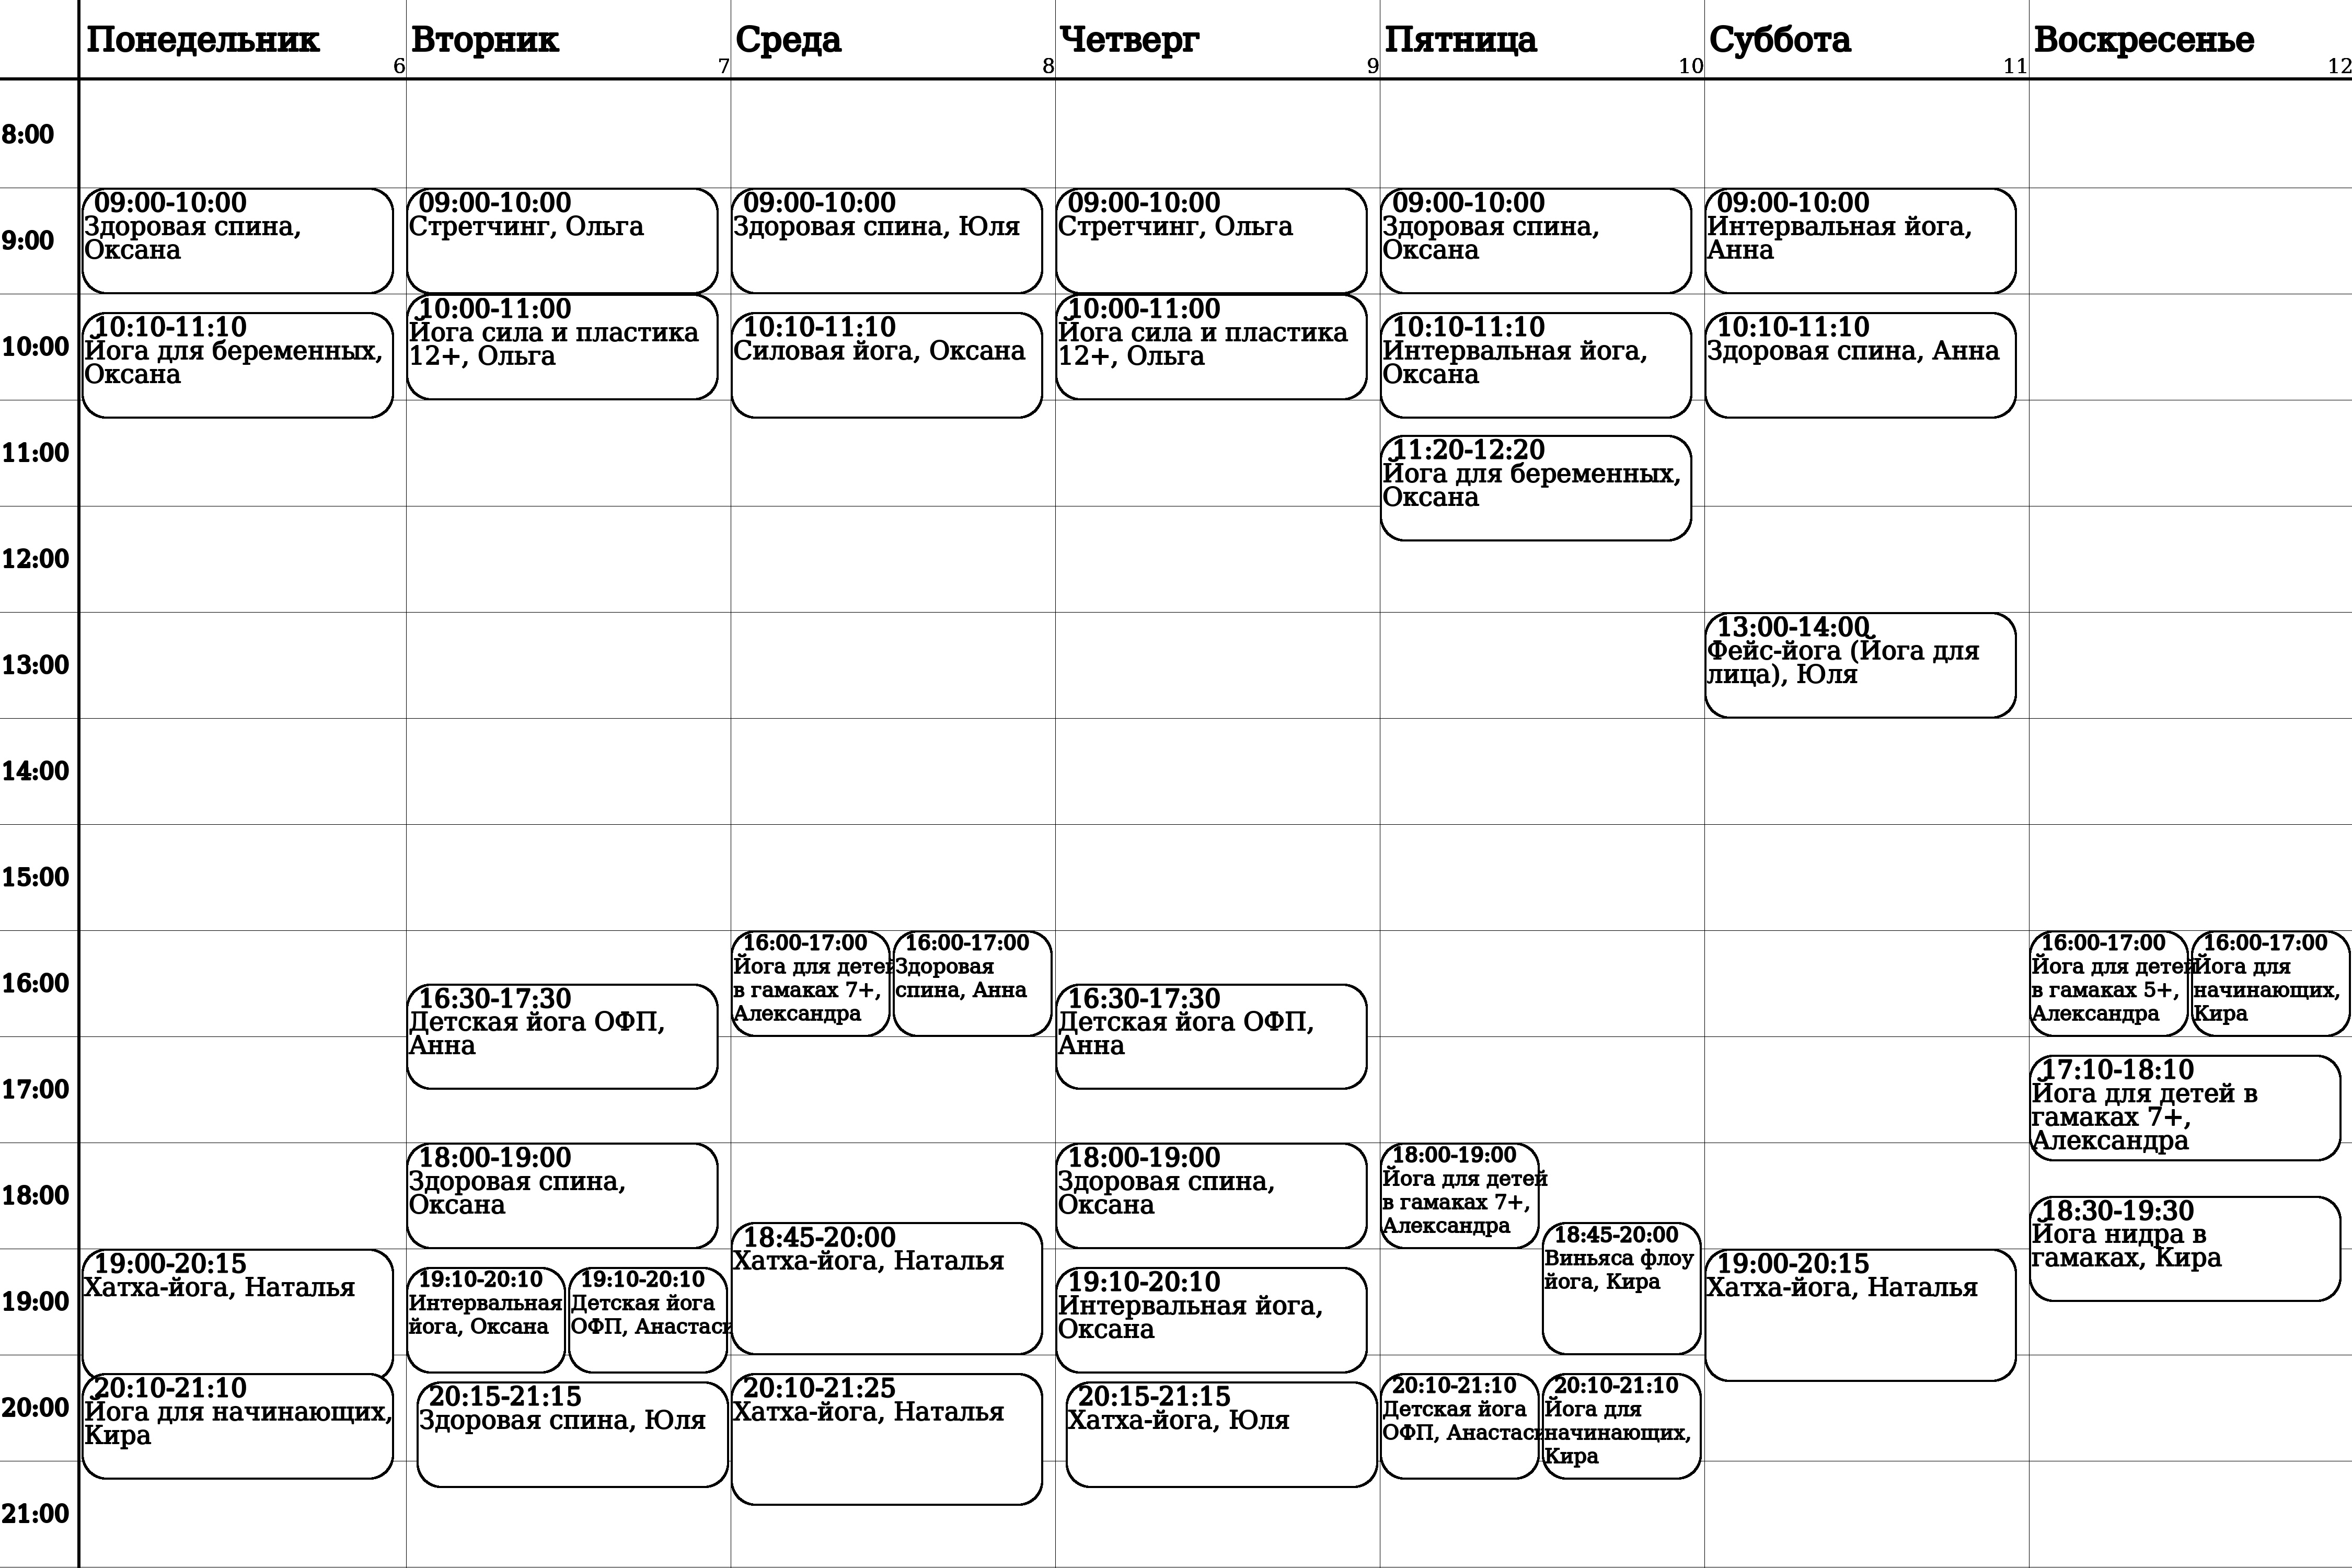 Понедельник
6
Вторник
7
Среда
8
Четверг
9
Пятница
10
Суббота
11
Воскресенье
12
8:00
9:00
10:00
11:00
12:00
13:00
14:00
15:00
16:00
17:00
18:00
19:00
20:00
21:00
09:00-10:00
Здоровая спина,
Оксана
10:10-11:10
Йога для беременных,
Оксана
19:00-20:15
Хатха-йога, Наталья
20:10-21:10
Йога для начинающих,
Кира
09:00-10:00
Стретчинг, Ольга
10:00-11:00
Йога сила и пластика
12+, Ольга
16:30-17:30
Детская йога ОФП,
Анна
18:00-19:00
Здоровая спина,
Оксана
19:10-20:10
Интервальная
йога, Оксана
19:10-20:10
Детская йога
ОФП,
20:15-21:15
Здоровая спина, Юля
09:00-10:00
Здоровая спина, Юля
10:10-11:10
Силовая йога, Оксана
16:00-17:00
Йога для детей
в гамаках 7+,
Александра
16:00-17:00
Здоровая
спина, Анна
18:45-20:00
Хатха-йога, Наталья
20:10-21:25
Хатха-йога, Наталья
09:00-10:00
Стретчинг, Ольга
10:00-11:00
Йога сила и пластика
12+, Ольга
16:30-17:30
Детская йога ОФП,
Анна
18:00-19:00
Здоровая спина,
Оксана
19:10-20:10
Интервальная йога,
Оксана
20:15-21:15
Хатха-йога, Юля
09:00-10:00
Здоровая спина,
Оксана
10:10-11:10
Интервальная йога,
Оксана
11:20-12:20
Йога для беременных,
Оксана
18:00-19:00
Йога для детей
в гамаках 7+,
Александра
18:45-20:00
Виньяса флоу
йога, Кира
20:10-21:10
Детская йога
ОФП,
20:10-21:10
Йога для
начинающих,
Кира
09:00-10:00
Интервальная йога,
Анна
10:10-11:10
Здоровая спина, Анна
13:00-14:00
Фейс-йога (Йога для
лица), Юля
19:00-20:15
Хатха-йога, Наталья
16:00-17:00
Йога для детей
в гамаках 5+,
Александра
16:00-17:00
Йога для
начинающих,
Кира
17:10-18:10
Йога для детей в
гамаках 7+,
Александра
18:30-19:30
Йога нидра в
гамаках, Кира